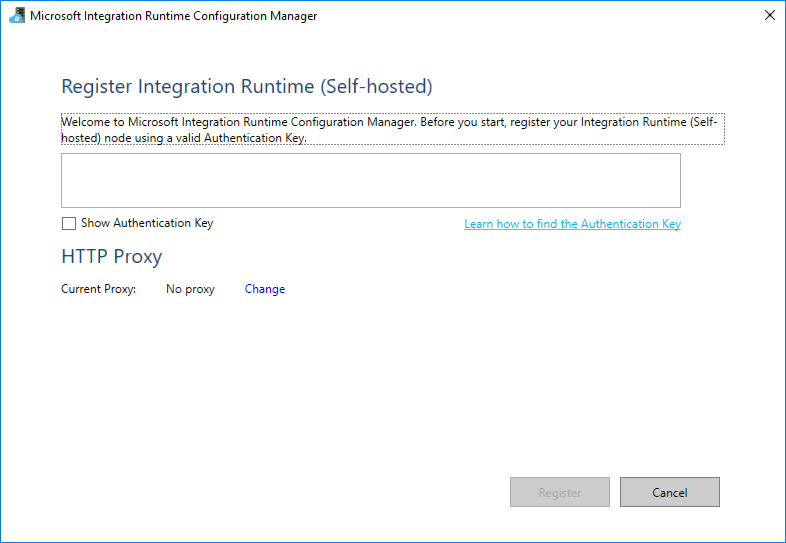 Microsoft Integration Runtime Configuration Manager
Register Integration Runtime (Self-hosted)
Welcome to Microsoft Integration Runtime Configuration Manager. Before you start, register your Integration Runtime (Self-
hosted) node using a valid Authentication Key.
Show Authentication Key
Learn how to find the Authentication Key
HTTP Proxy
Current Proxy: No proxy Change
Register Cancel